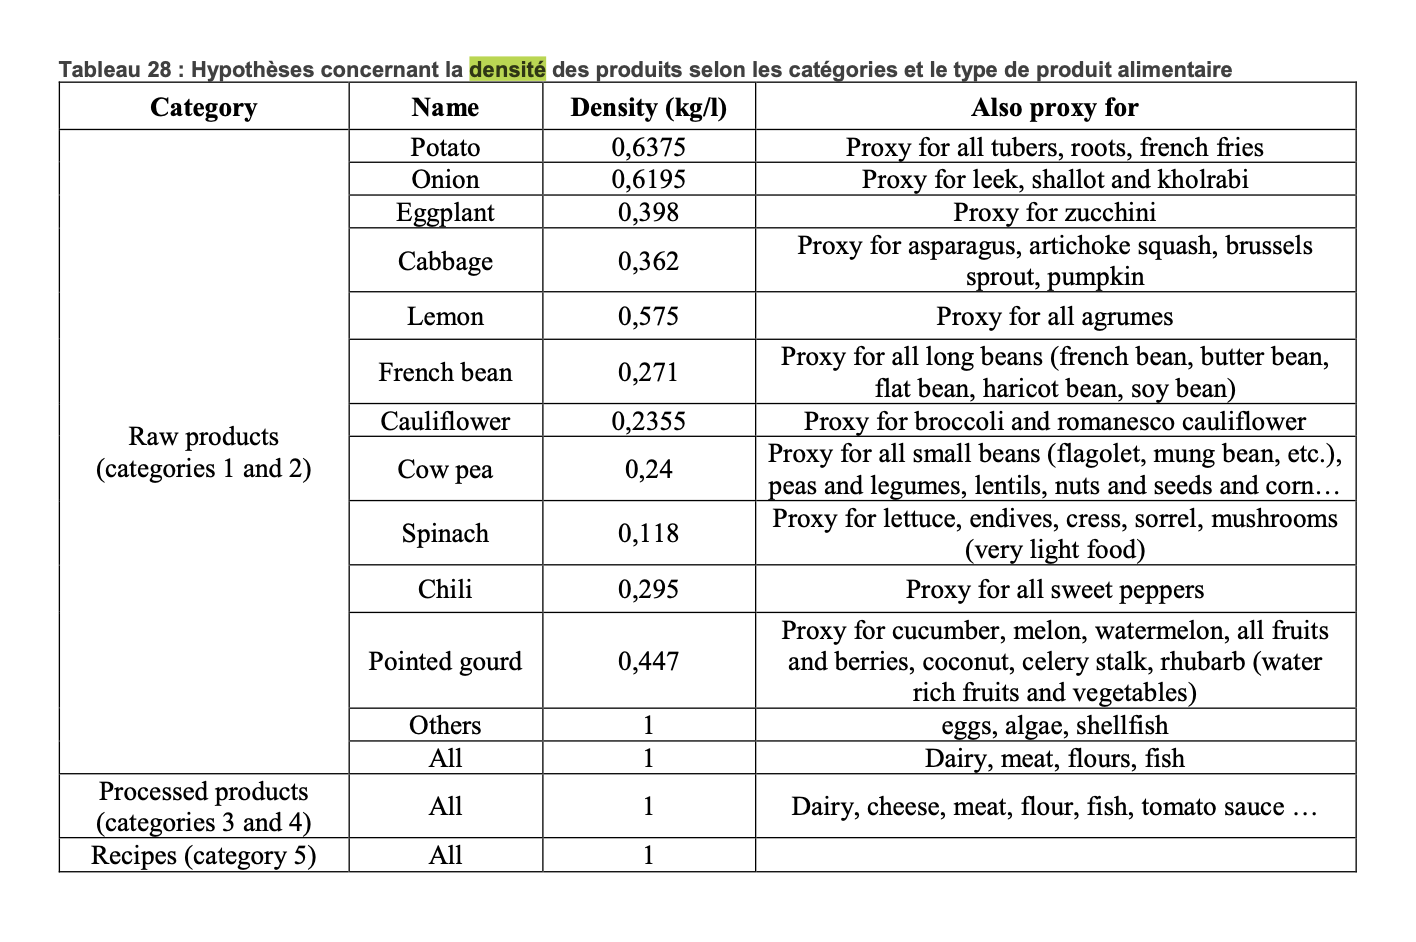 Tableau 28 : Hypothèses concernant la densité des produits selon les catégories et le type de produit alimentaire
Category Name Density (kg/l) Also proxy for
Raw products
(categories 1 and 2)
Potato 0,6375 Proxy for all tubers, roots, french fries
Onion 0,6195 Proxy for leek, shallot and kholrabi
Eggplant 0,398 Proxy for zucchini
Cabbage 0,362 Proxy for asparagus, artichoke squash, brussels
sprout, pumpkin
Lemon 0,575 Proxy for all agrumes
French bean 0,271 Proxy for all long beans (french bean, butter bean,
flat bean, haricot bean, soy bean)
Cauliflower 0,2355 Proxy for broccoli and romanesco cauliflower
Cow pea 0,24 Proxy for all small beans (flagolet, mung bean, etc.),
peas and legumes, lentils, nuts and seeds and corn…
Spinach 0,118 Proxy for lettuce, endives, cress, sorrel, mushrooms
(very light food)
Chili 0,295 Proxy for all sweet peppers
Pointed gourd 0,447 Proxy for cucumber, melon, watermelon, all fruits
and berries, coconut, celery stalk, rhubarb (water
rich fruits and vegetables)
Others 1 eggs, algae, shellfish
All 1 Dairy, meat, flours, fish
Processed products
(categories 3 and 4)
All 1 Dairy, cheese, meat, flour, fish, tomato sauce …
Recipes (category 5) All 1